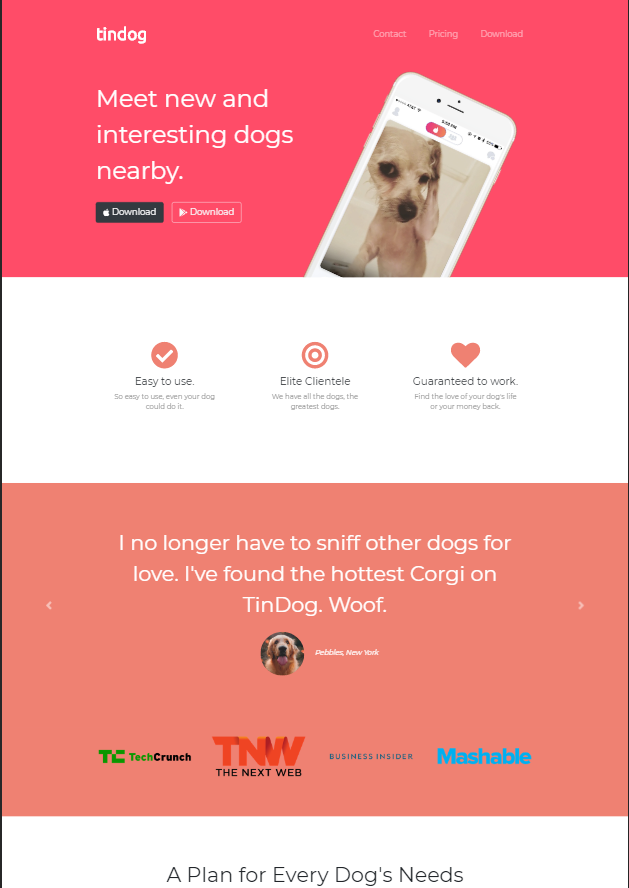 tindog
Contact Pricing Download
Meet new and
interesting dogs
nearby.
Download Download
Easy to use.
So easy to use, even your dog
could do it.
Elite Clientele
We have all the dogs, the
greatest dogs.
Guaranteed to work.
Find the love of your dog's life
or your money back.
I no longer have to sniff other dogs for
love. I've found the hottest Corgi on
TinDog. Woof.
Pebbles, New York
TC TechCrunch
TNW
THE NEXT WEB
BUSINESS INSIDER
Mashable
A Plan for Every Dog's Needs